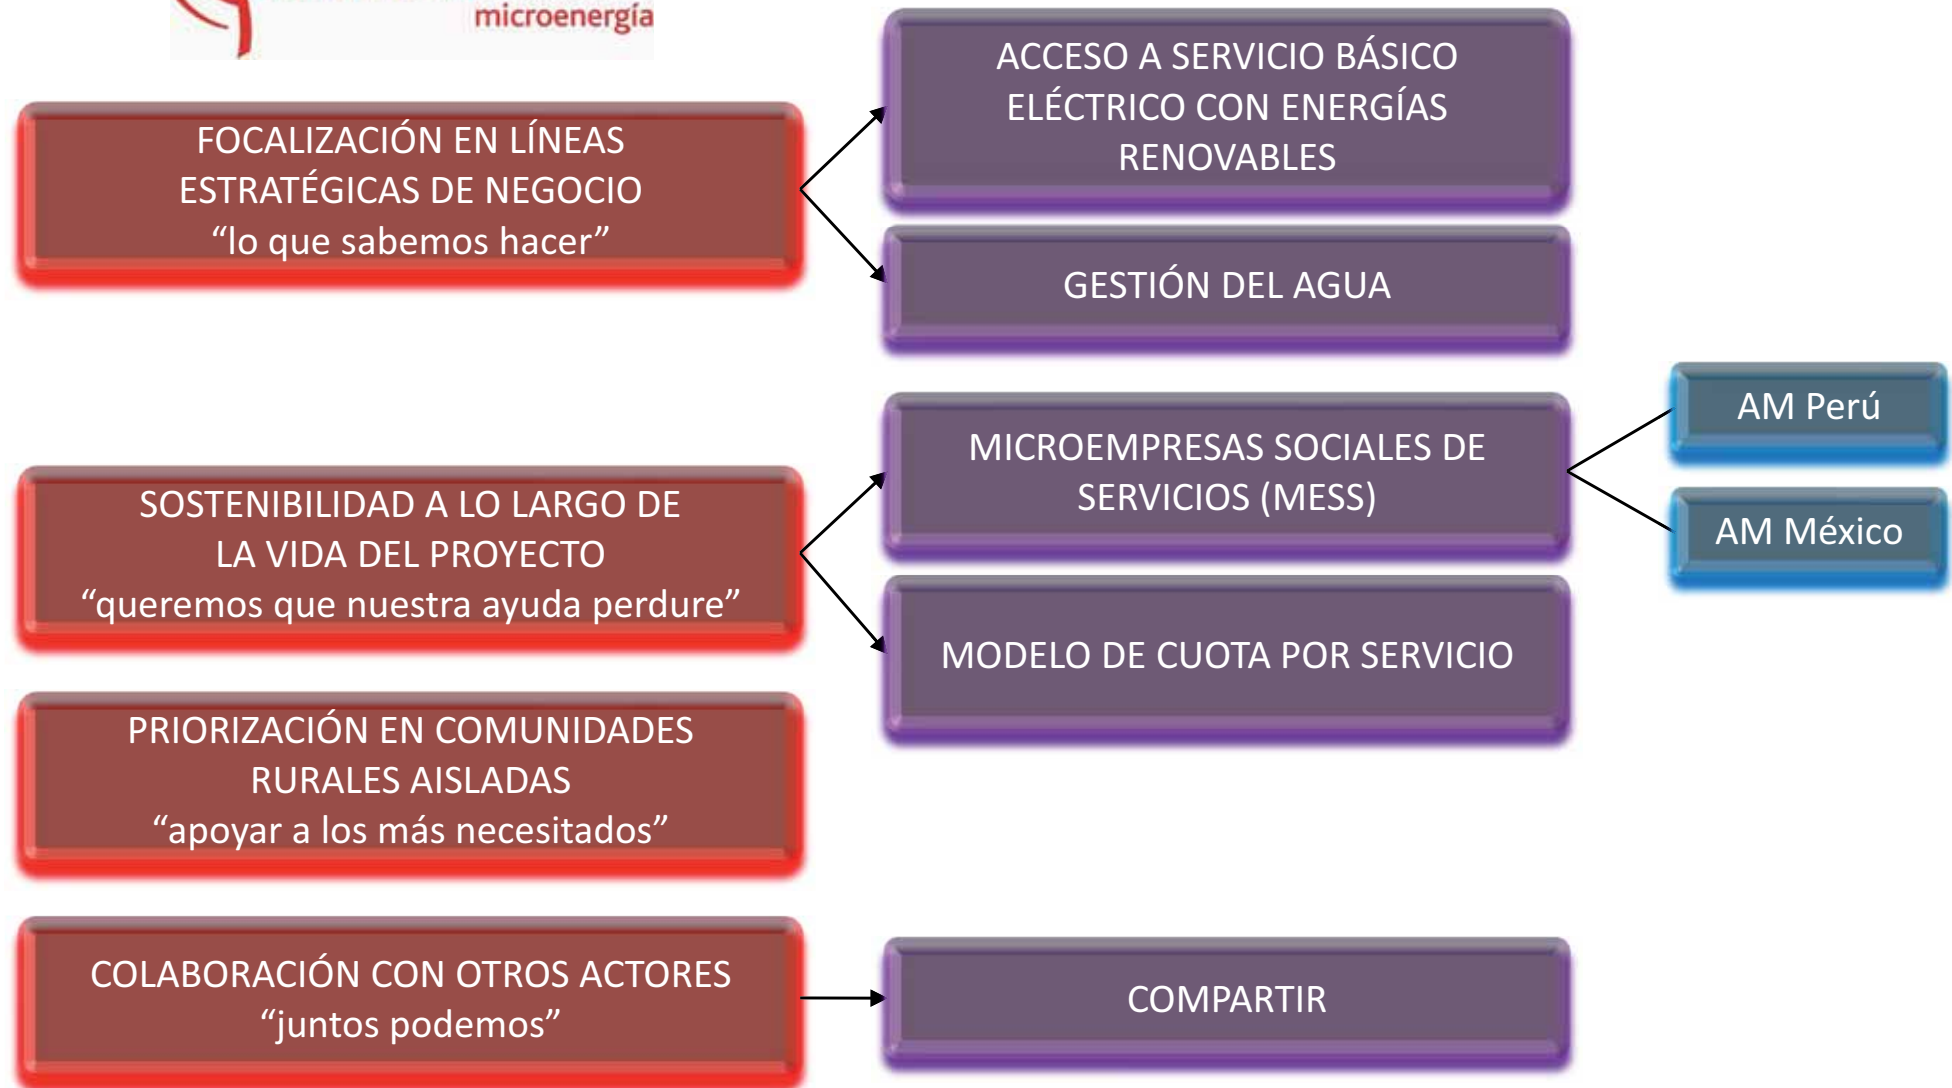 microenergía
FOCALIZACIÓN EN LÍNEAS
ESTRATÉGICAS DE NEGOCIO
“lo que sabemos hacer”
ACCESO A SERVICIO BÁSICO
ELÉCTRICO CON ENERGÍAS
RENOVABLES
GESTIÓN DEL AGUA
SOSTENIBILIDAD A LO LARGO DE
LA VIDA DEL PROYECTO
“queremos que nuestra ayuda perdure”
MICROEMPRESAS SOCIALES DE
SERVICIOS (MESS)
AM Perú
AM México
MODELO DE CUOTA POR SERVICIO
PRIORIZACIÓN EN COMUNIDADES
RURALES AISLADAS
“apoyar a los más necesitados”
COLABORACIÓN CON OTROS ACTORES
“juntos podemos”
COMPARTIR